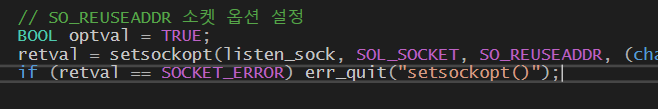 // SO_REUSEADDR 소켓 옵션 설정
BOOL optval = TRUE;
retval = setsockopt(listen_sock, SOL_SOCKET, SO_REUSEADDR, (cha
if (retval == SOCKET_ERROR) err_quit("setsockopt()");